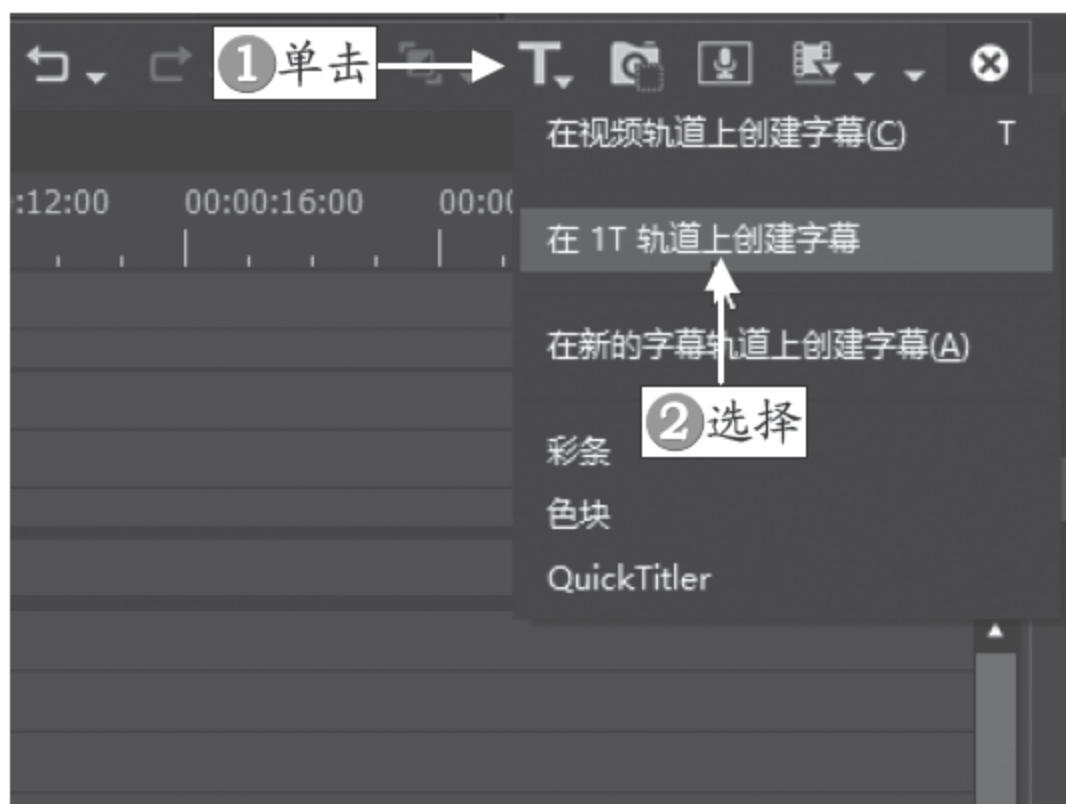 1 单击
T
在视频轨道上创建字幕(C) T
:12:00 00:00:16:00 00:00
在 1T 轨道上创建字幕
在新的字幕轨道上创建字幕(A)
2 选择
彩条
色块
QuickTitler